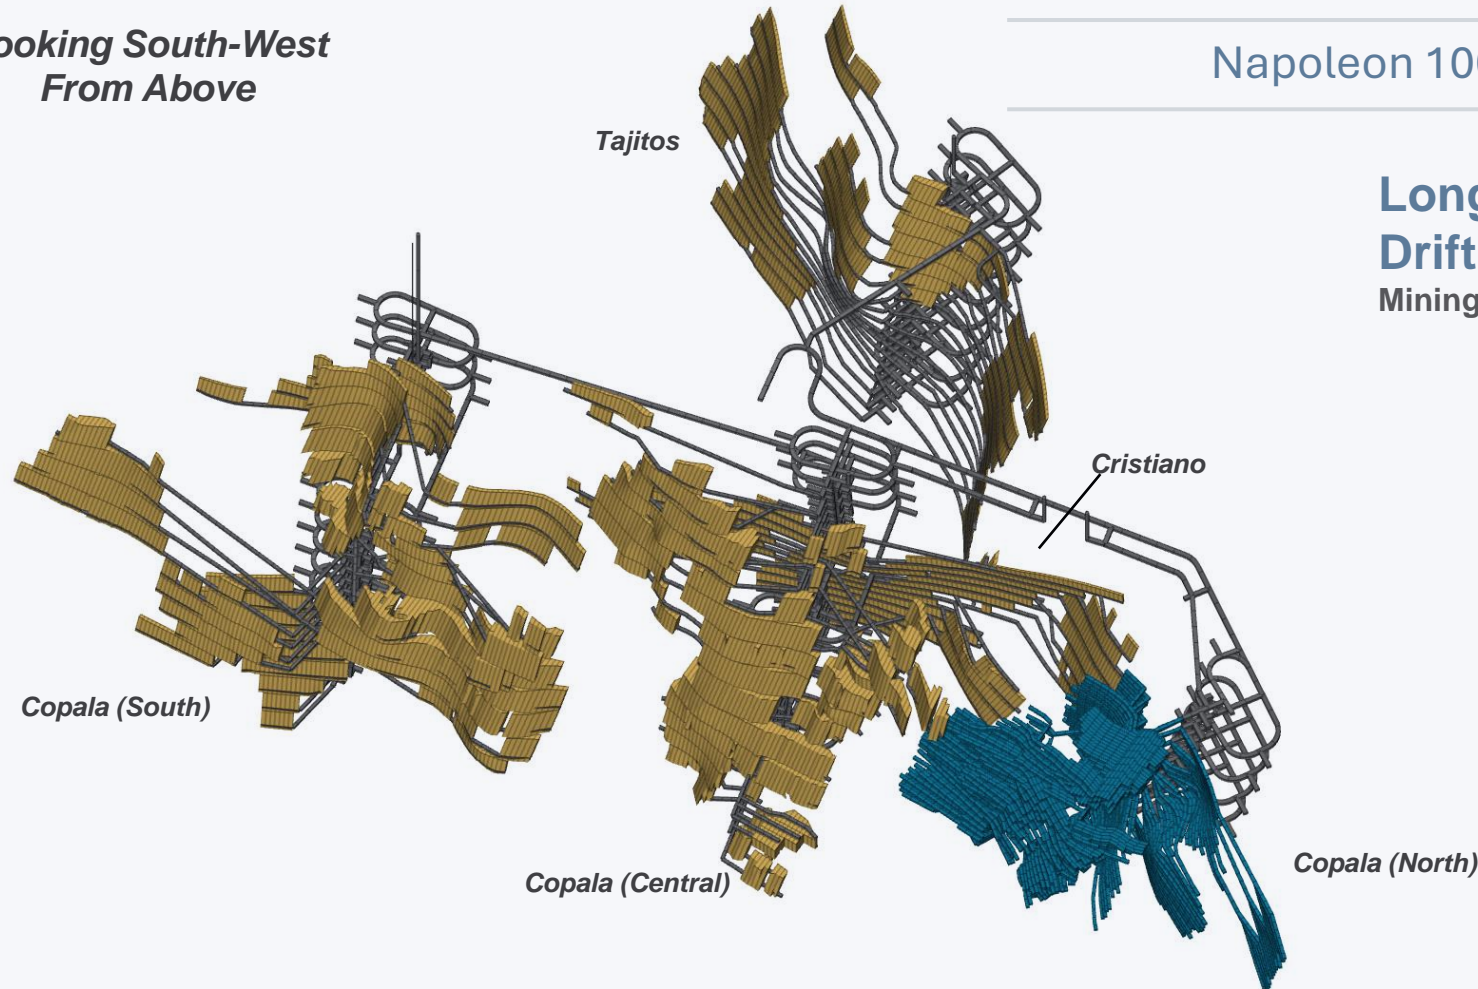 ooking South-West
From Above
Napoleon 10
Tajitos
Long
Drift
Mining
Cristiano
Copala (South)
Copala (Central)
Copala (North)